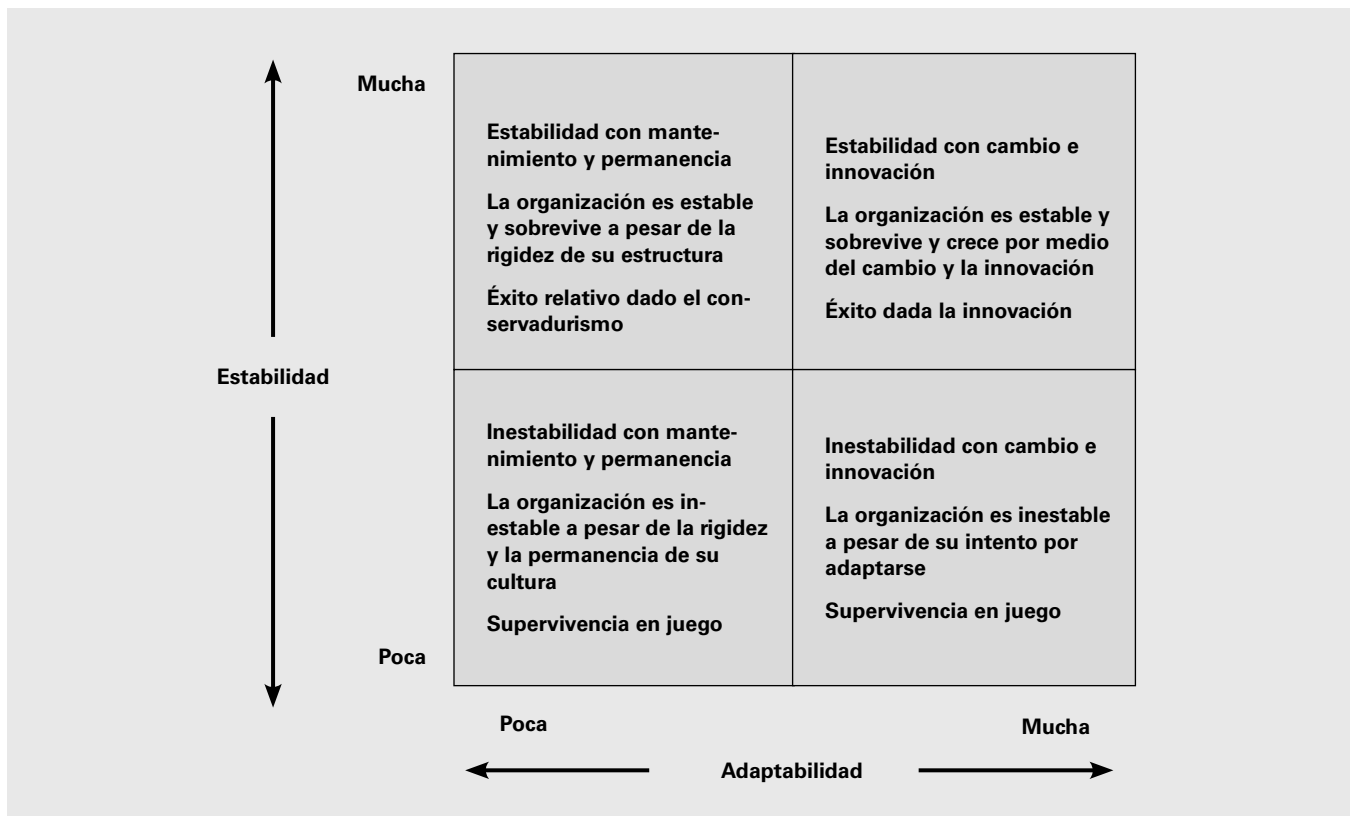 Mucha
Estabilidad con mante-
nimiento y permanencia
La organización es estable
y sobrevive a pesar de la
rigidez de su estructura
Éxito relativo dado el con-
servadurismo
Estabilidad con cambio e
innovación
La organización es estable y
sobrevive y crece por medio
del cambio y la innovación
Éxito dada la innovación
Estabilidad
Inestabilidad con mante-
nimiento y permanencia
La organización es in-
estable a pesar de la rigidez
y la permanencia de su
cultura
Supervivencia en juego
Inestabilidad con cambio e
innovación
La organización es inestable
a pesar de su intento por
adaptarse
Supervivencia en juego
Poca
Poca
Mucha
Adaptabilidad